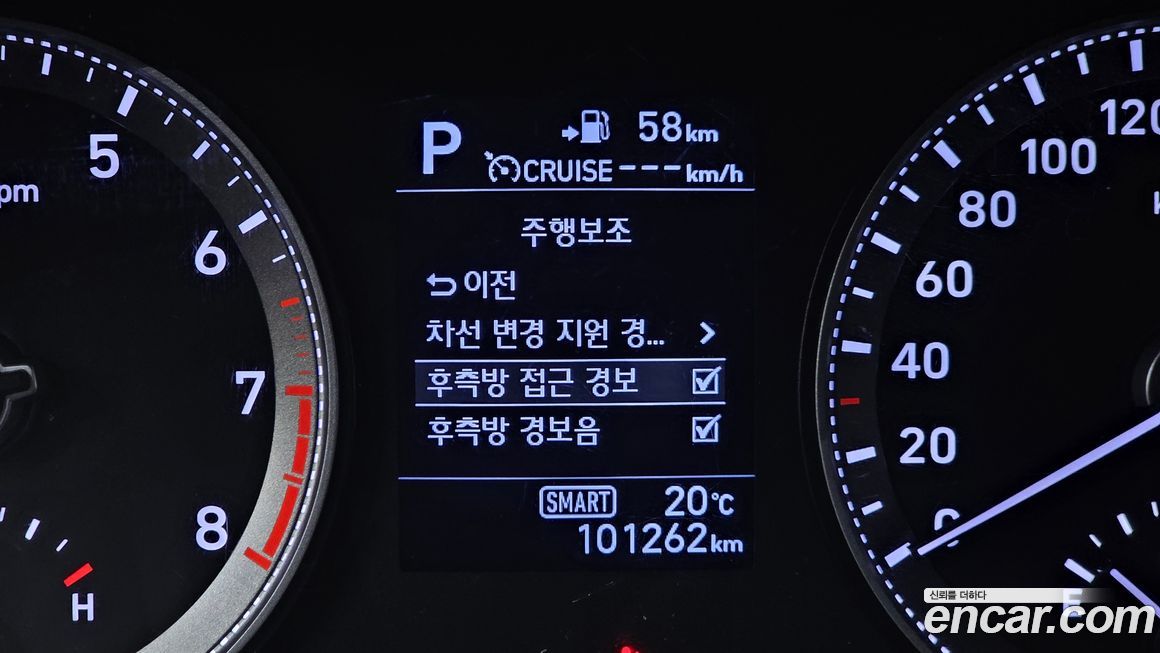 P
58km
CRUISE ---km/h
주행보조
이전
차선 변경 지원 경...
후측방 접근 경보
후측방 경보음
SMART 20°C
101262km
5
6
7
8
pm
H
0
20
40
60
80
100
120
E
신뢰를 더하다
encar.com